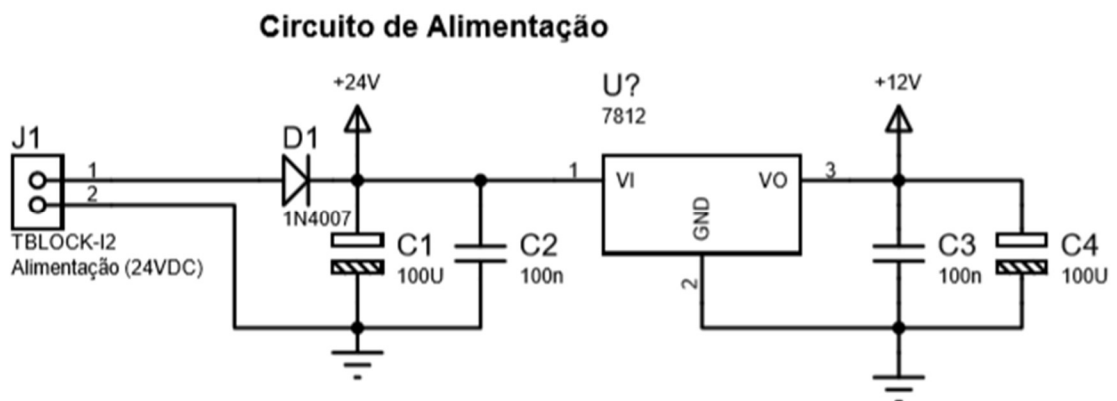 Circuito de Alimentação
+24V
U?
7812
+12V
J1
1
2
D1
1N4007
TBLOCK-I2
Alimentação (24VDC)
C1
100U
C2
100n
1
VI
VO
GND
2
3
C3
100n
C4
100U